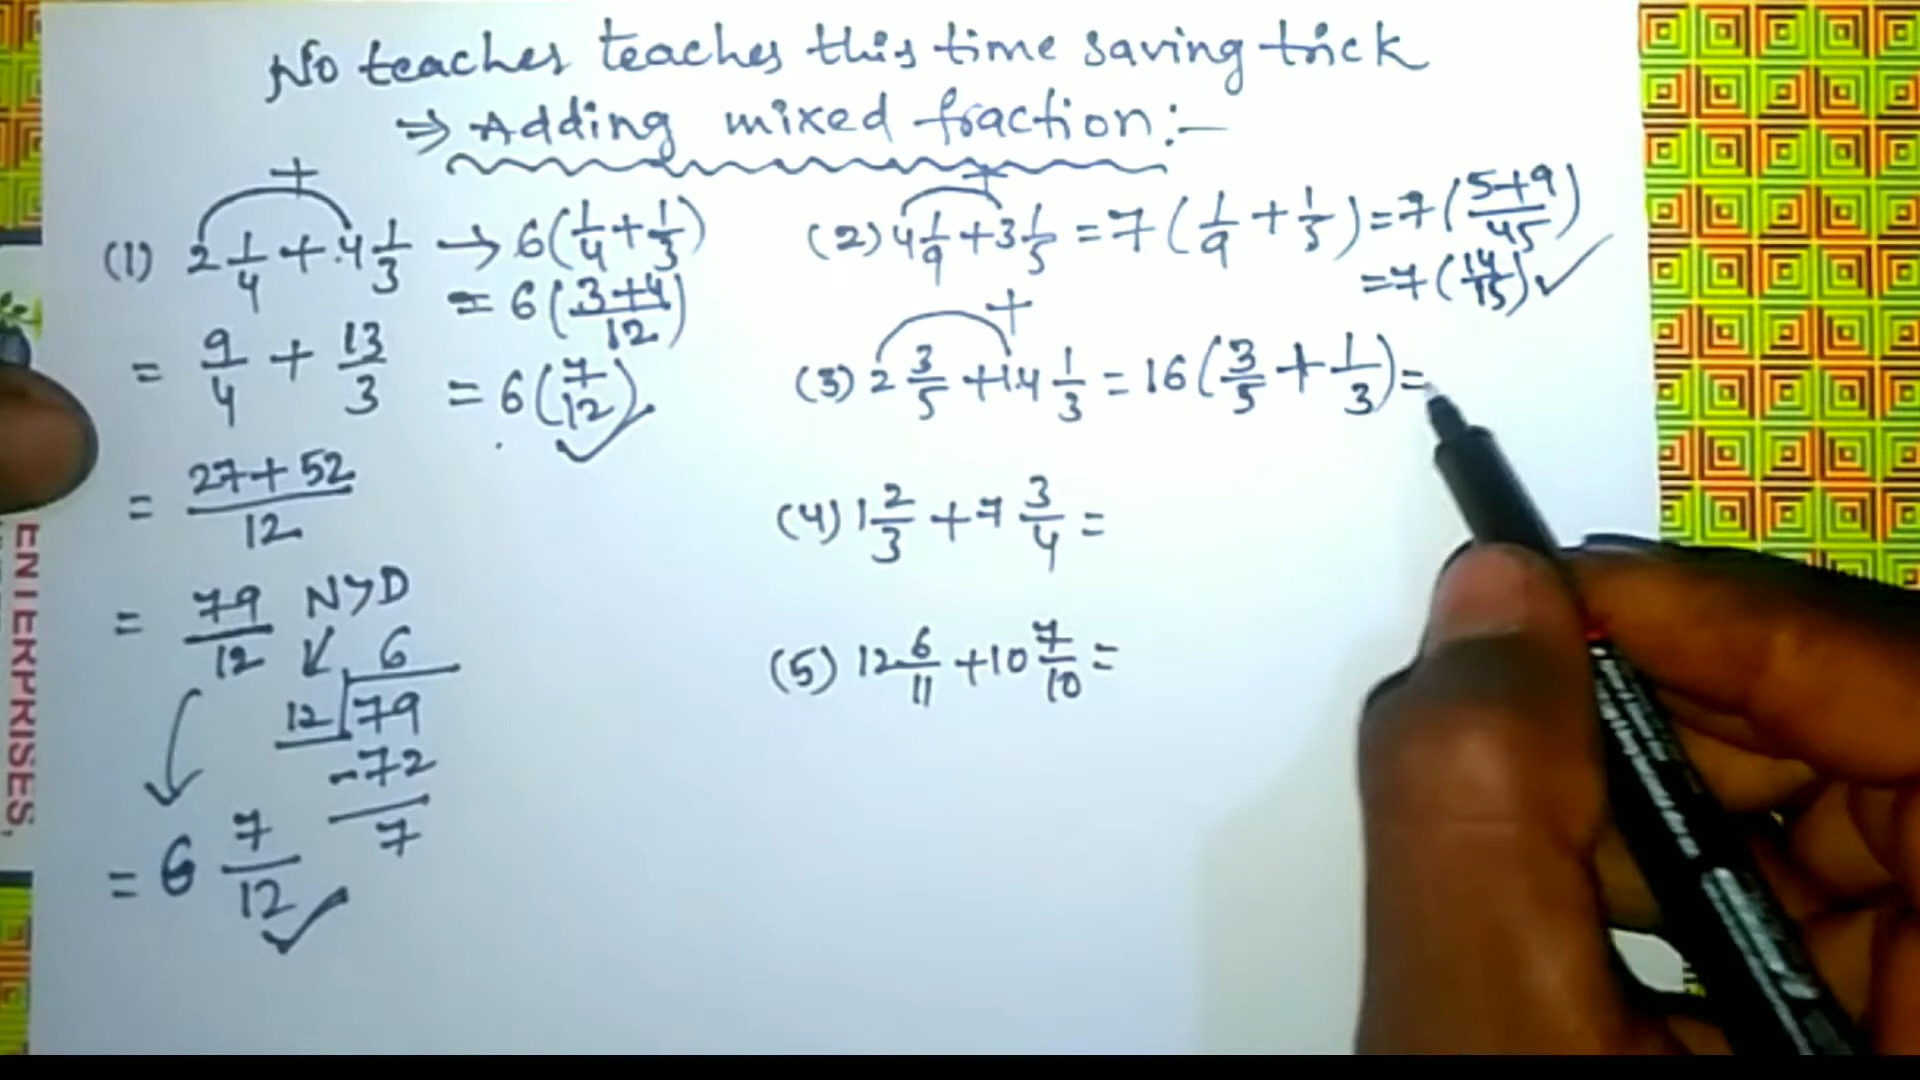 No teaches teaches this time saving trick
⇒ Adding mixed fraction:-
+
(1) 2 1/4 + 4 1/3 → 6(1/4 + 1/3)
= 6(3+4/12)
= 9/4 + 13/3
= 6(7/12)
= 27+52/12
= 79/12 N>D
6
12 79
-72
7
= 6 7/12
+
(2) 4 1/9 + 3 1/5 = 7(1/9 + 1/5) = 7(5+9/45)
= 7(14/45)
+
(3) 2 3/5 + 14 1/3 = 16(3/5 + 1/3) =
(4) 1 2/3 + 7 3/4 =
(5) 12 6/11 + 10 7/10 =
ENTERPRISES,